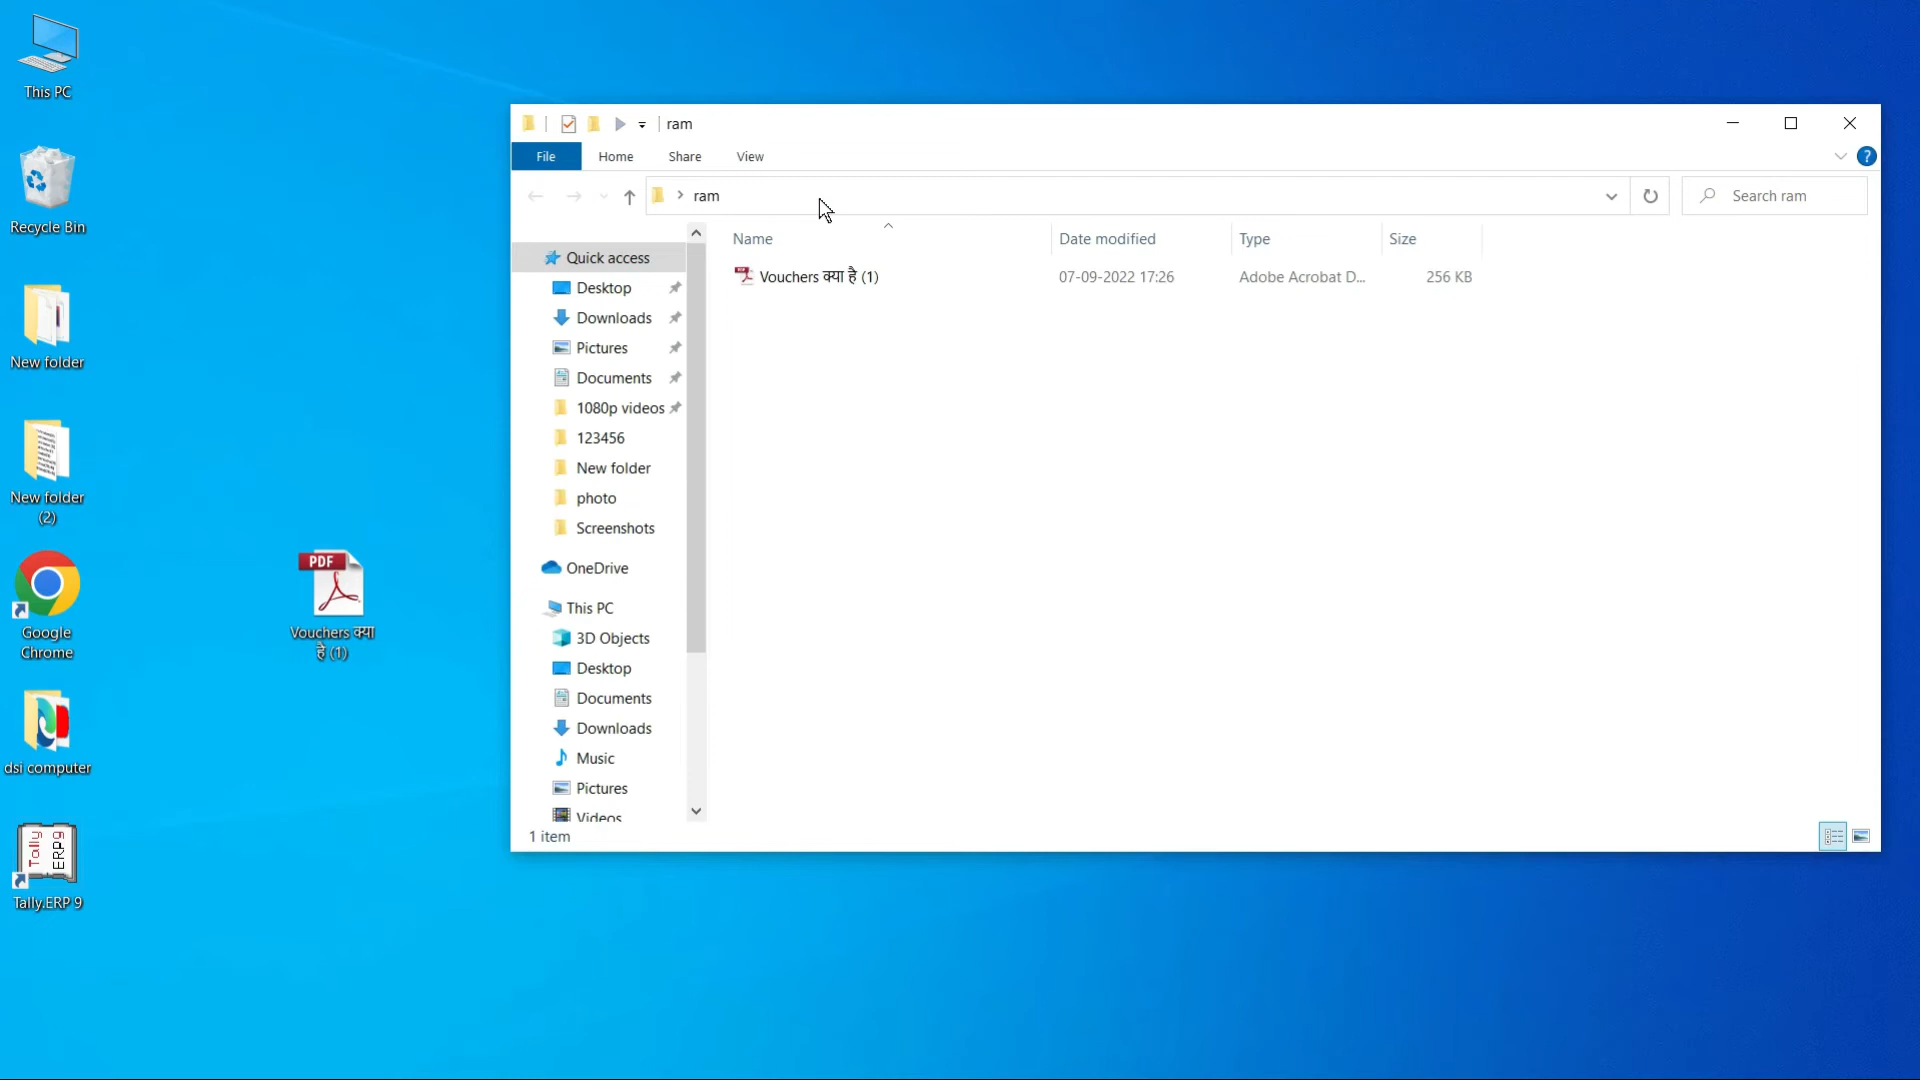 This PC
Recycle Bin
New folder
New folder
(2)
Google
Chrome
dsi computer
Tally
ERP9
Tally.ERP 9
PDF
Vouchers क्या
है (1)
ram
File Home Share View
?
ram
Search ram
Name Date modified Type Size
Vouchers क्या है (1) 07-09-2022 17:26 Adobe Acrobat D... 256 KB
Quick access
Desktop
Downloads
Pictures
Documents
1080p videos
123456
New folder
photo
Screenshots
OneDrive
This PC
3D Objects
Desktop
Documents
Downloads
Music
Pictures
Videos
1 item